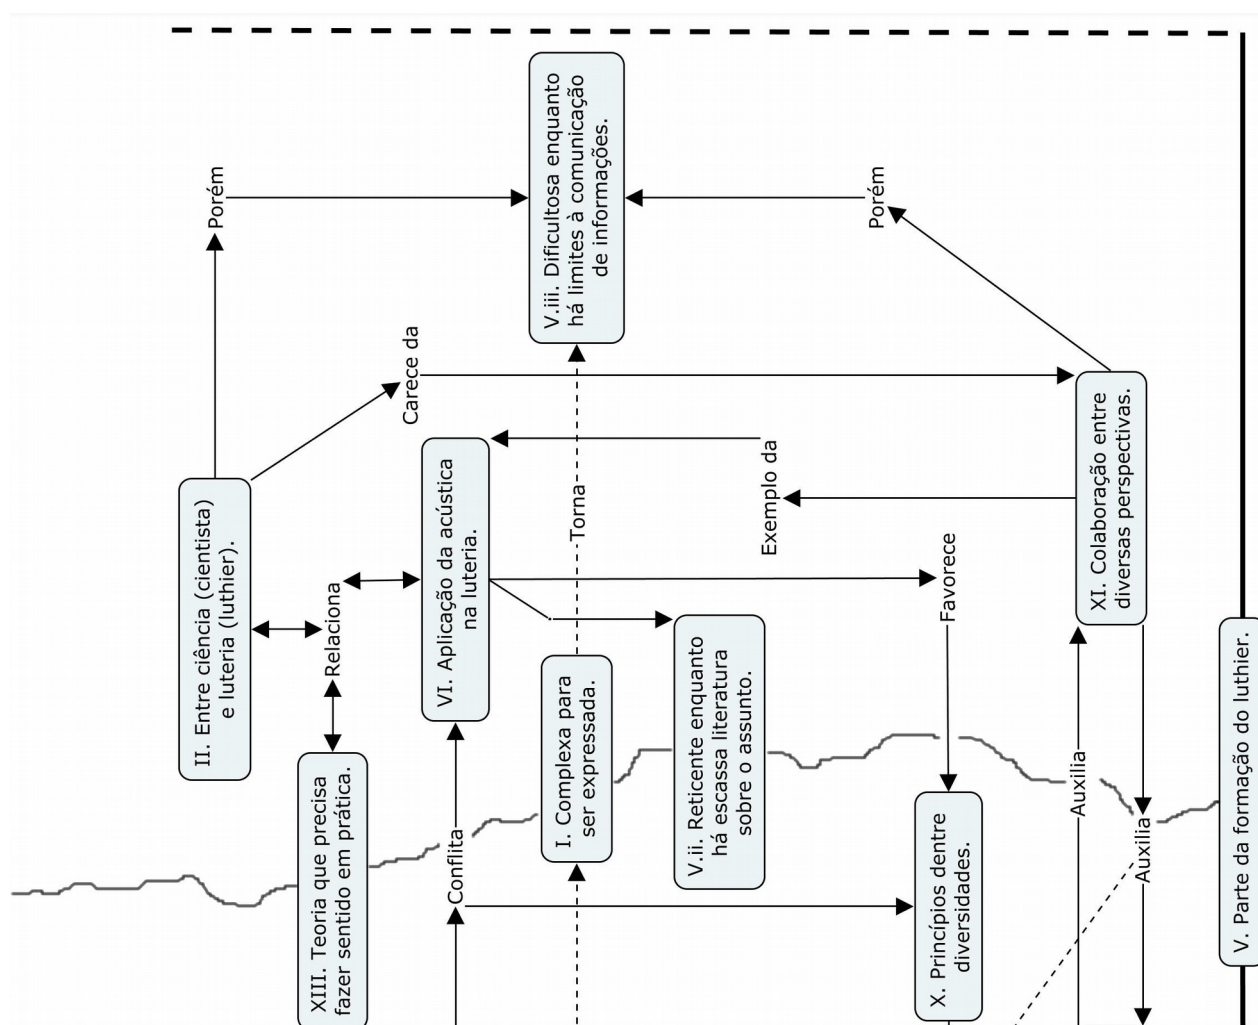 Porém
V.iii. Dificultosa enquanto
há limites à comunicação
de informações.
Porém
Carece da
II. Entre ciência (cientista)
e luteria (luthier).
Relaciona
VI. Aplicação da acústica
na luteria.
Torna
Exemplo da
XI. Colaboração entre
diversas perspectivas.
Favorece
XIII. Teoria que precisa
fazer sentido em prática.
Conflita
I. Complexa para
ser expressada.
V.ii. Reticente enquanto
há escassa literatura
sobre o assunto.
X. Princípios dentre
diversidades.
Auxilia
Auxilia
V. Parte da formação do luthier.